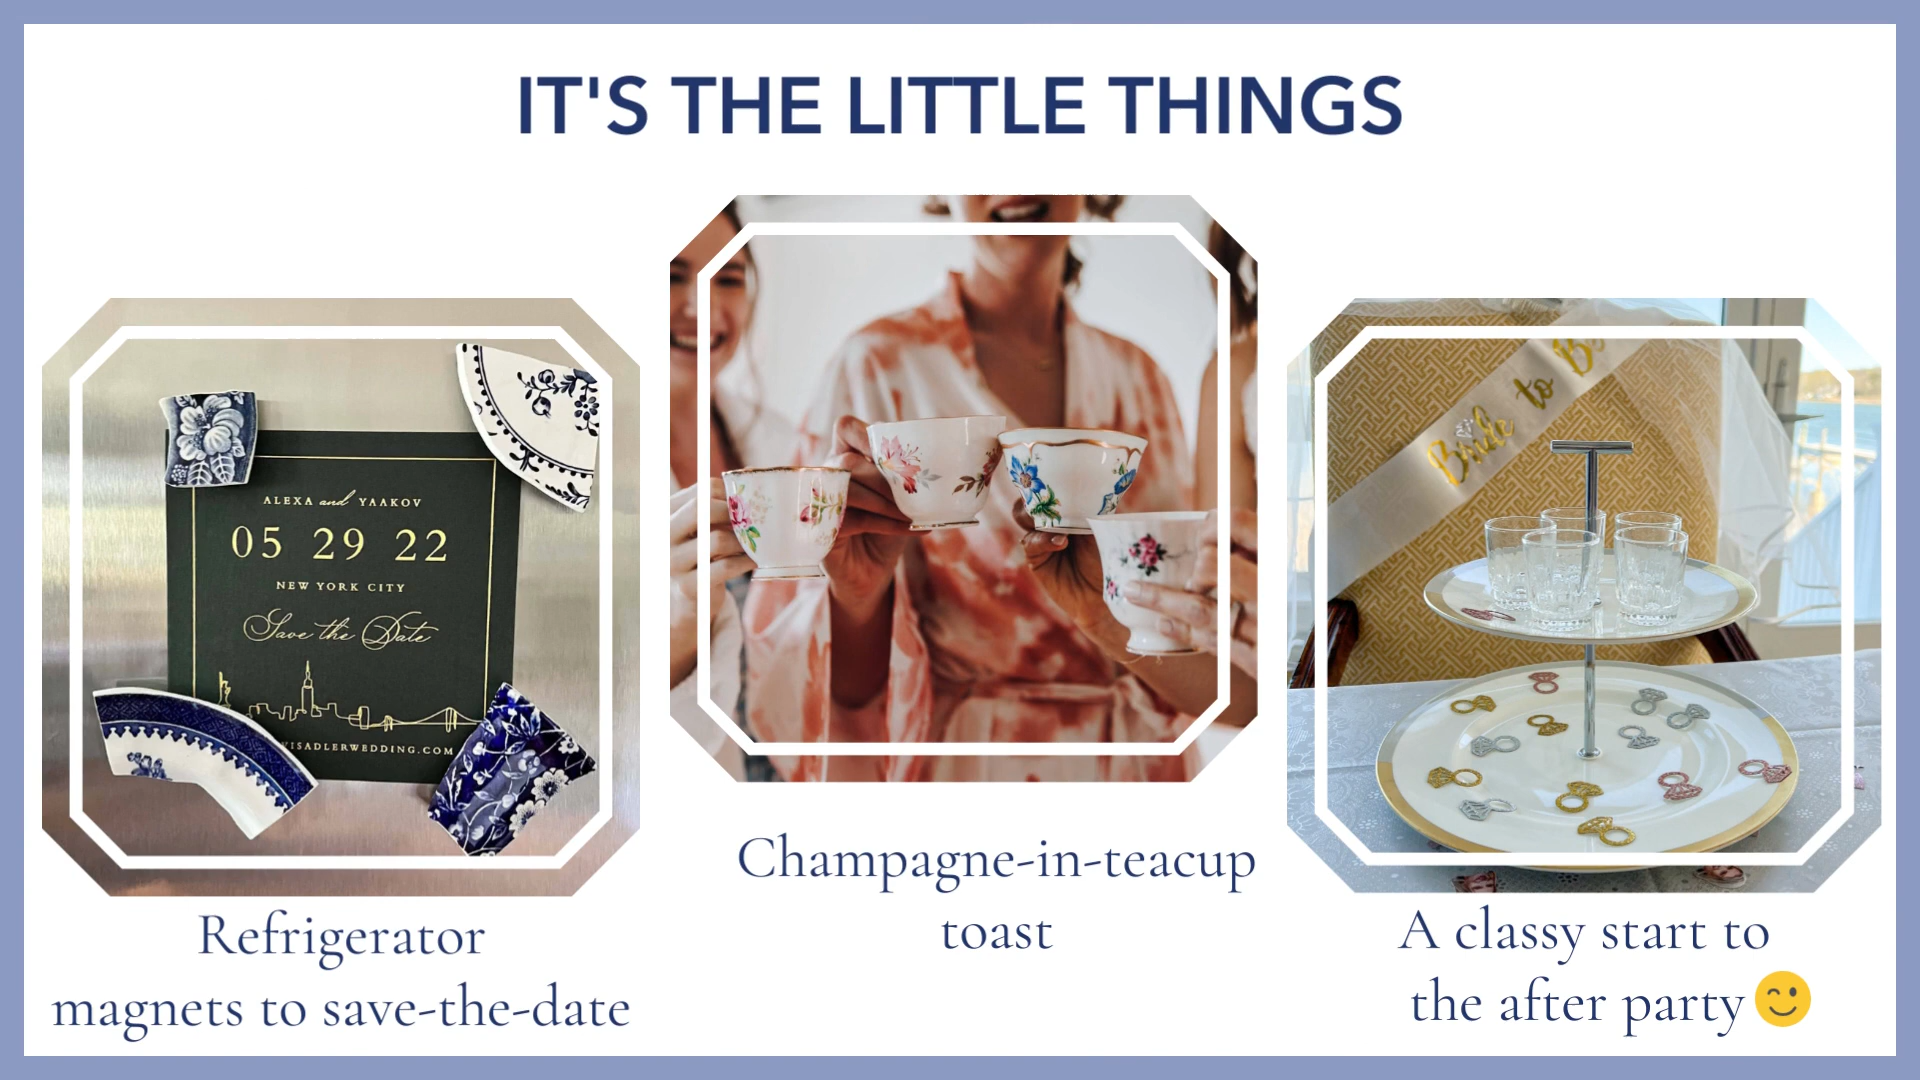 IT'S THE LITTLE THINGS
ALEXA and YAAKOV
05 29 22
NEW YORK CITY
Save the Date
Bride to
Champagne-in-teacup
toast
Refrigerator
magnets to save-the-date
A classy start to
the after party